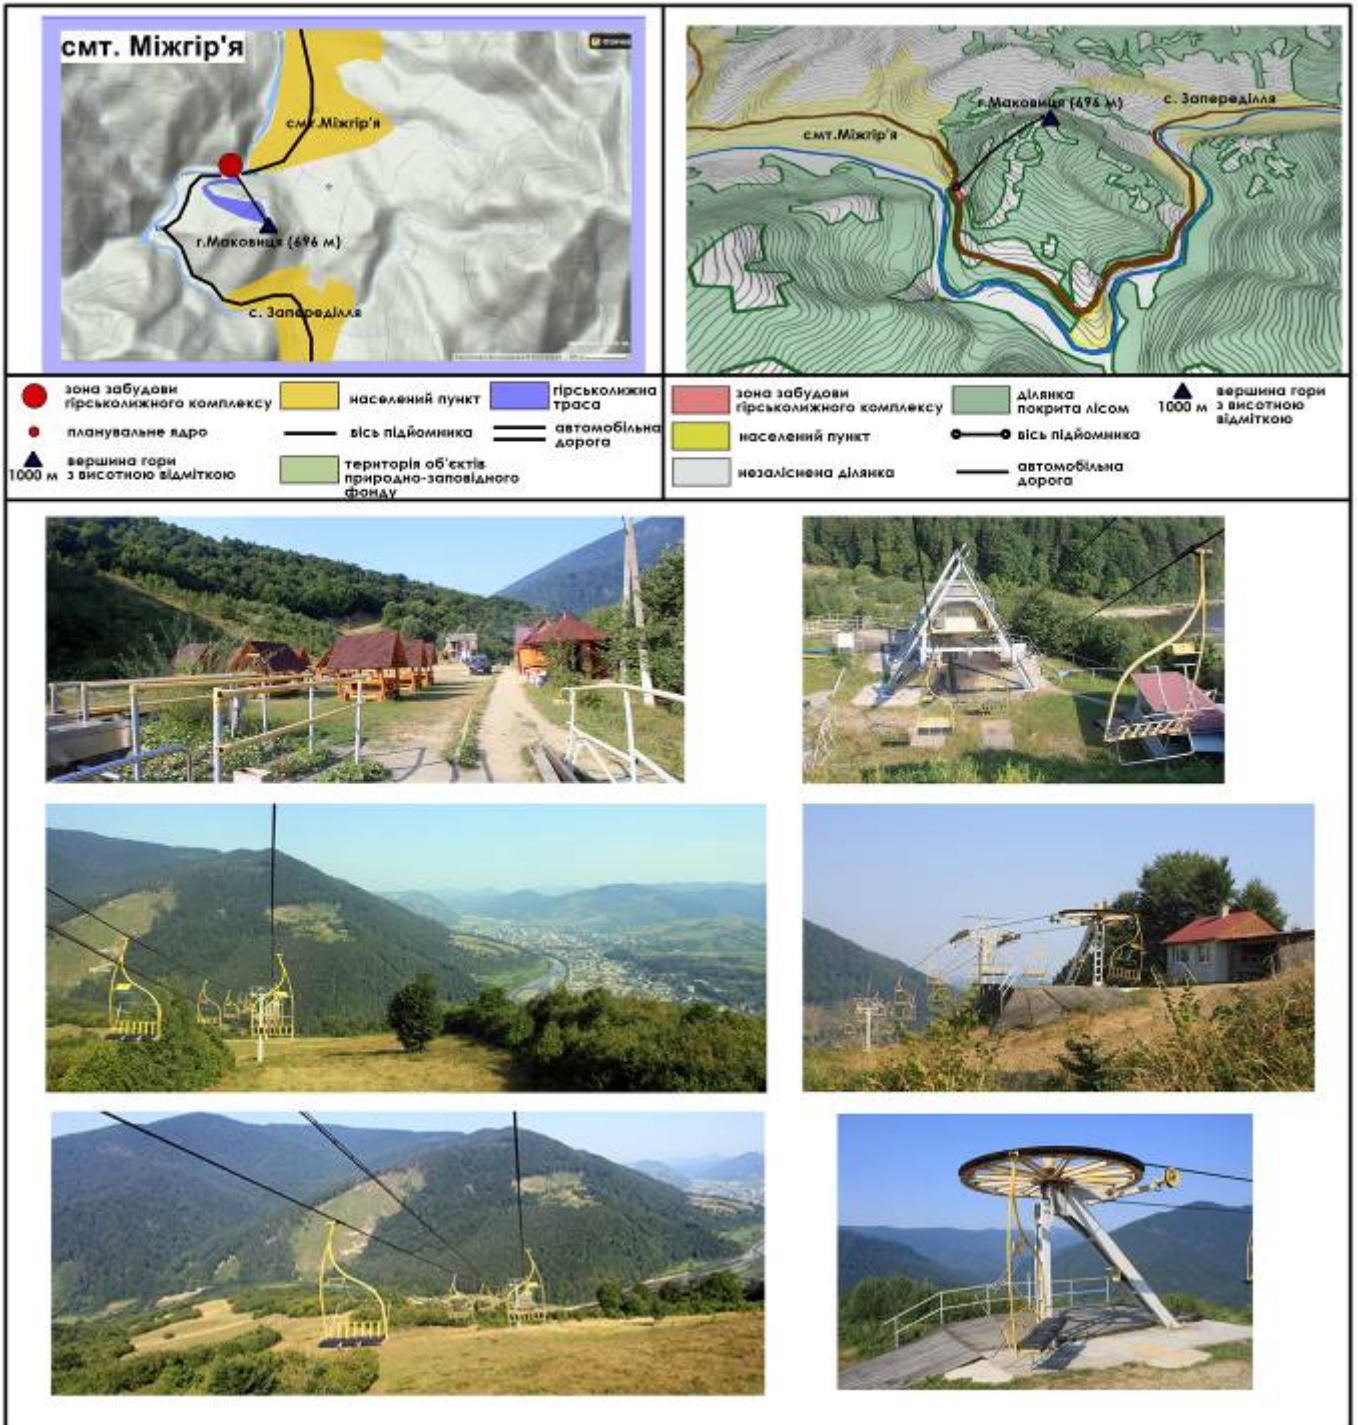 смт. Міжгір'я
смт.Міжгір'я
г.Маковиця (696 м)
с. Запереділля
г.Маковиця (696 м)
с. Запереділля
смт.Міжгір'я
зона забудови
гірськолижного комплексу
планувальне ядро
1000 м
вершина гори
з висотною відміткою
населений пункт
вісь підйомника
територія об'єктів
природно-заповідного
фонду
гірськолижна
траса
автомобільна
дорога
зона забудови
гірськолижного комплексу
населений пункт
незаліснена ділянка
ділянка
покрита лісом
вісь підйомника
автомобільна
дорога
1000 м
вершина гори
з висотною
відміткою